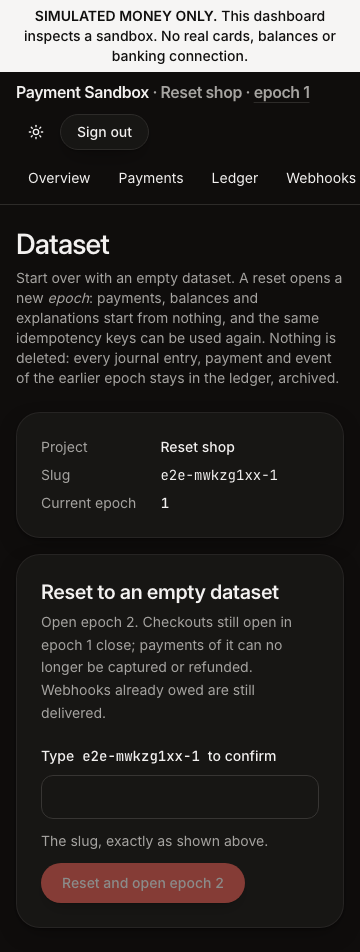 SIMULATED MONEY ONLY. This dashboard
inspects a sandbox. No real cards, balances or
banking connection.
Payment Sandbox · Reset shop · epoch 1
Sign out
Overview Payments Ledger Webhooks
Dataset
Start over with an empty dataset. A reset opens a
new epoch: payments, balances and
explanations start from nothing, and the same
idempotency keys can be used again. Nothing is
deleted: every journal entry, payment and event
of the earlier epoch stays in the ledger, archived.
Project Reset shop
Slug e2e-mwkzg1xx-1
Current epoch 1
Reset to an empty dataset
Open epoch 2. Checkouts still open in
epoch 1 close; payments of it can no
longer be captured or refunded.
Webhooks already owed are still
delivered.
Type e2e-mwkzg1xx-1 to confirm
The slug, exactly as shown above.
Reset and open epoch 2